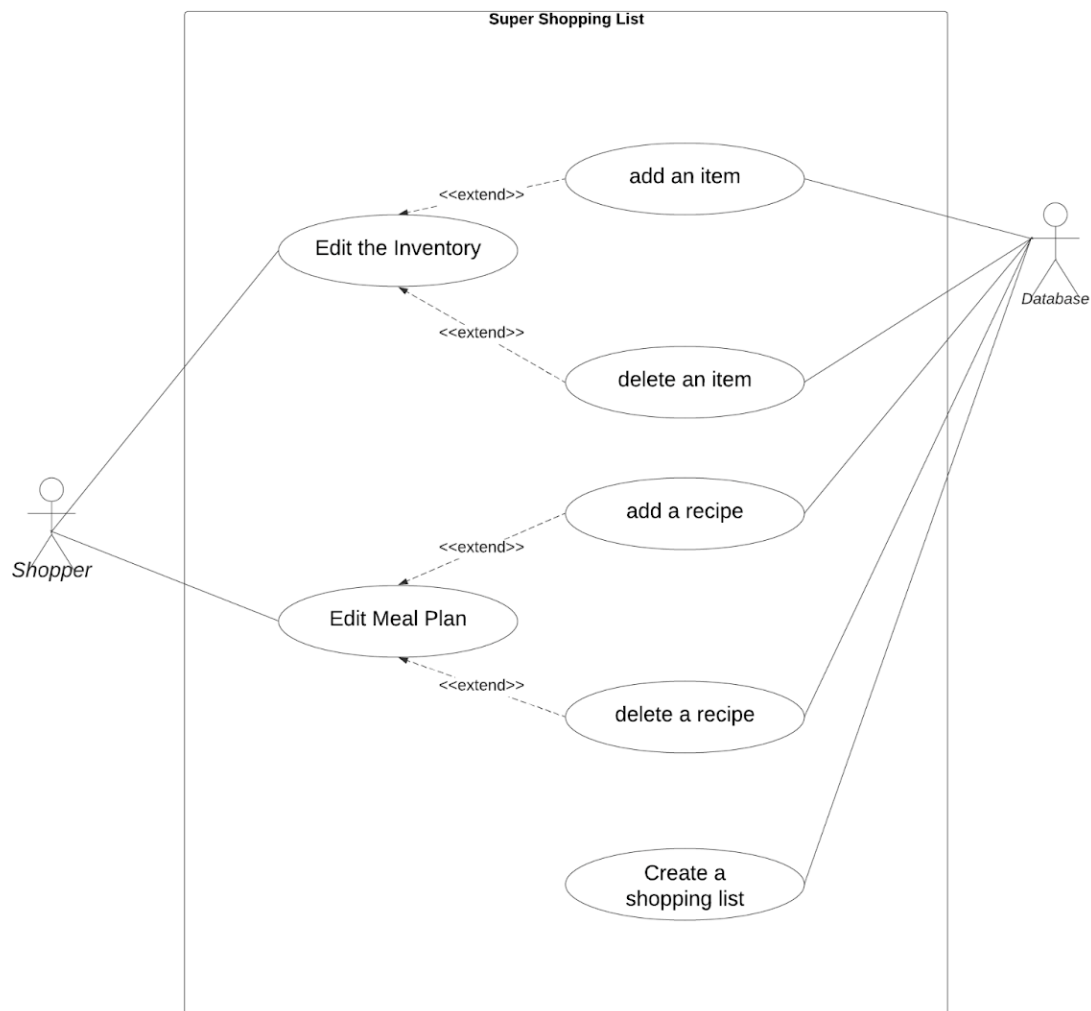 Super Shopping List
add an item
<<extend>>
Edit the Inventory
Database
<<extend>>
delete an item
add a recipe
<<extend>>
Shopper
Edit Meal Plan
<<extend>>
delete a recipe
Create a
shopping list